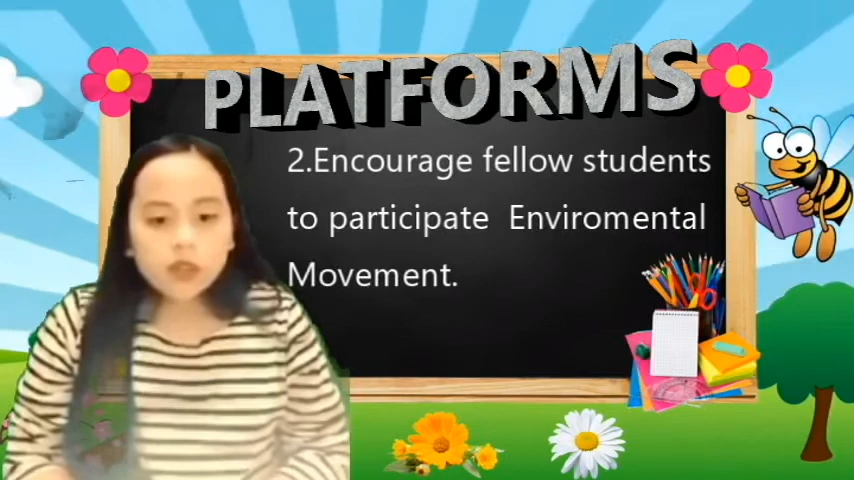 PLATFORMS
2.Encourage fellow students
to participate Enviromental
Movement.